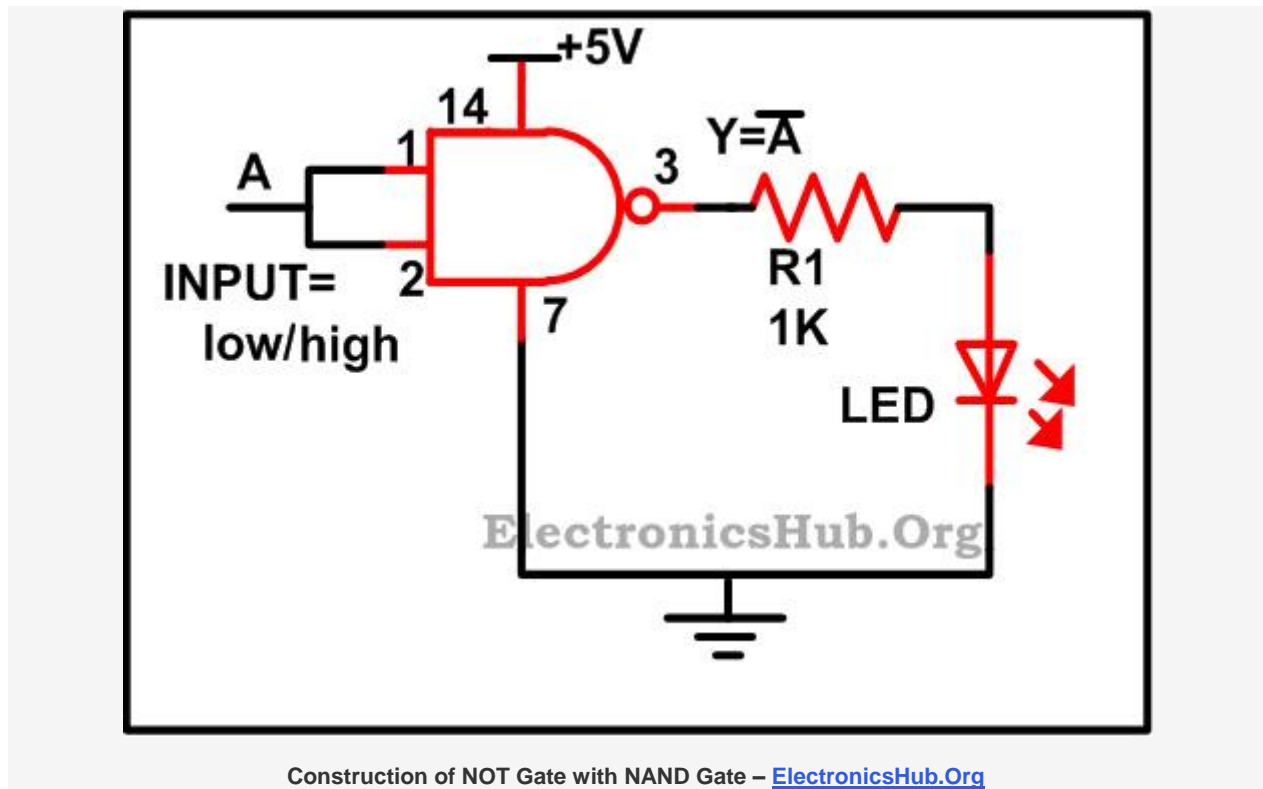 +5V
14
1
A
Y=A̅
3
INPUT=
low/high
2
7
R1
1K
LED
ElectronicsHub.Org
Construction of NOT Gate with NAND Gate – ElectronicsHub.Org